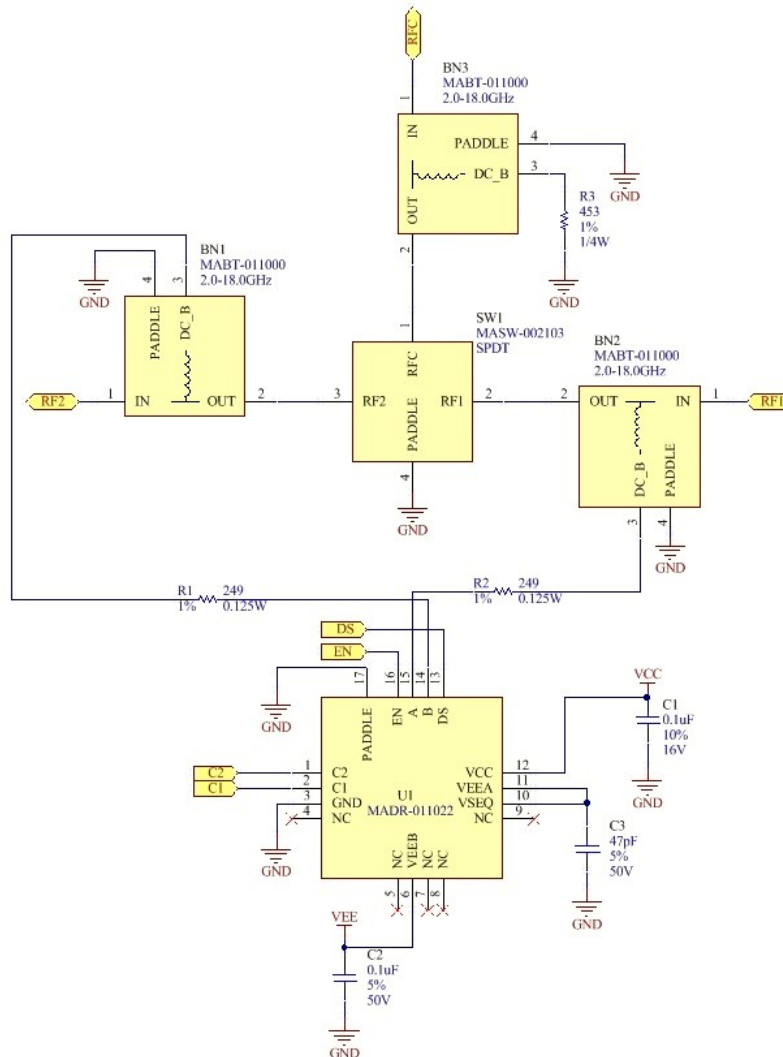 RFC
BN3
MABT-011000
2.0-18.0GHz
1
IN
PADDLE
4
DC_B
3
OUT
2
GND
R3
453
1%
1/4W
GND
BN1
MABT-011000
2.0-18.0GHz
GND
4
3
PADDLE
DC_B
RF2
1
IN
OUT
2
SW1
MASW-002103
SPDT
1
RFC
3
RF2
PADDLE
RF1
2
4
GND
BN2
MABT-011000
2.0-18.0GHz
2
OUT
IN
1
RF1
DC_B
PADDLE
3
4
GND
R1
249
1%
0.125W
R2
249
1%
0.125W
DS
EN
17
16
15
14
13
GND
PADDLE
EN
A
B
DS
C2
1
C2
C1
2
C1
3
GND
4
NC
GND
U1
MADR-011022
VCC
12
VEEA
11
VSEQ
10
NC
9
VCC
C1
0.1uF
10%
16V
GND
C3
47pF
5%
50V
GND
NC
VEEB
NC
NC
5
6
7
8
VEE
C2
0.1uF
5%
50V
GND